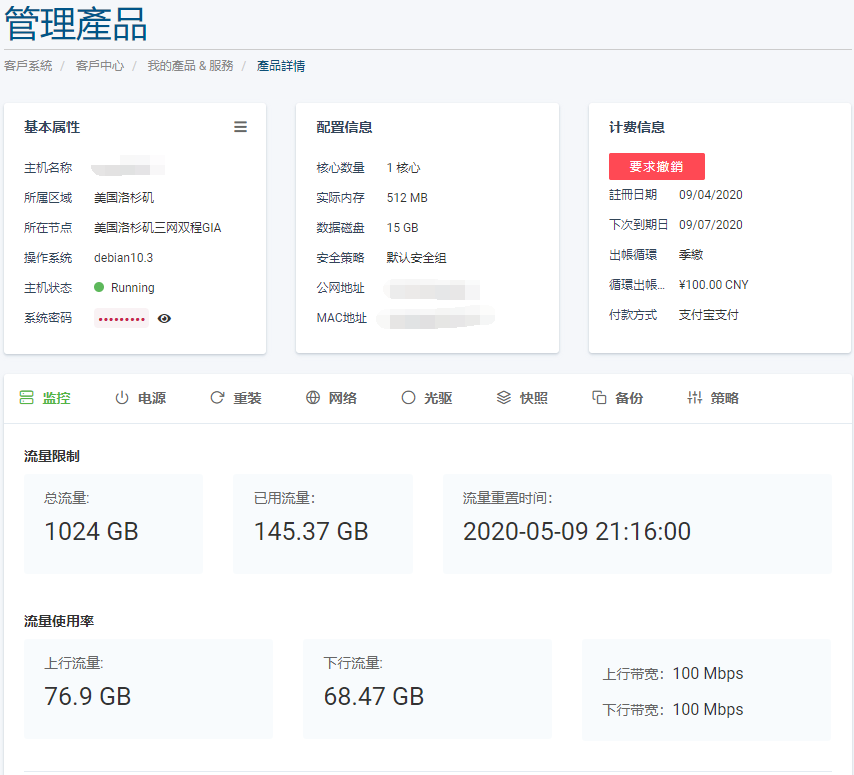 管理產品
客戶系統 / 客戶中心 / 我的產品 & 服務 / 產品詳情
基本属性
主机名称
所属区域 美国洛杉矶
所在节点 美国洛杉矶三网双程GIA
操作系统 debian10.3
主机状态 Running
系统密码 •••••••••
配置信息
核心数量 1 核心
实际内存 512 MB
数据磁盘 15 GB
安全策略 默认安全组
公网地址
MAC地址
计费信息
要求撤銷
註冊日期 09/04/2020
下次到期日 09/07/2020
出帳循環 季缴
循環出帳... ¥100.00 CNY
付款方式 支付宝支付
监控 电源 重装 网络 光驱 快照 备份 策略
流量限制
总流量: 已用流量: 流量重置时间:
1024 GB 145.37 GB 2020-05-09 21:16:00
流量使用率
上行流量: 下行流量:
76.9 GB 68.47 GB
上行带宽: 100 Mbps
下行带宽: 100 Mbps